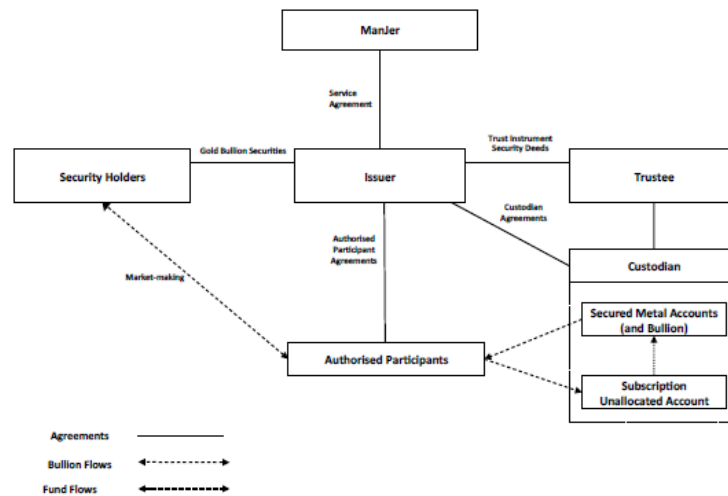 ManJer
Service
Agreement
Gold Bullion Securities
Trust Instrument
Security Deeds
Security Holders
Issuer
Trustee
Custodian
Agreements
Authorised
Participant
Agreements
Custodian
Market-making
Secured Metal Accounts
(and Bullion)
Authorised Participants
Subscription
Unallocated Account
Agreements
Bullion Flows
Fund Flows